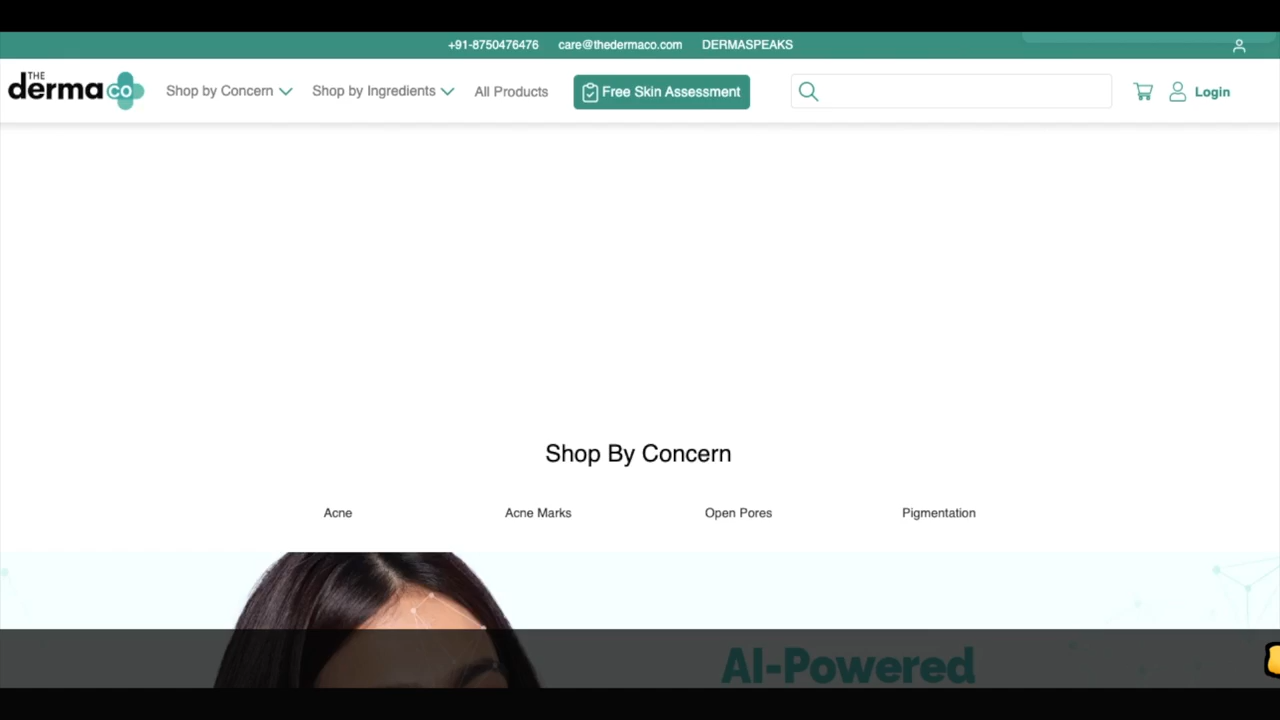 +91-8750476476 care@thedermaco.com DERMASPEAKS
THE
derma co
Shop by Concern Shop by Ingredients All Products Free Skin Assessment Login
Shop By Concern
Acne Acne Marks Open Pores Pigmentation
AI-Powered